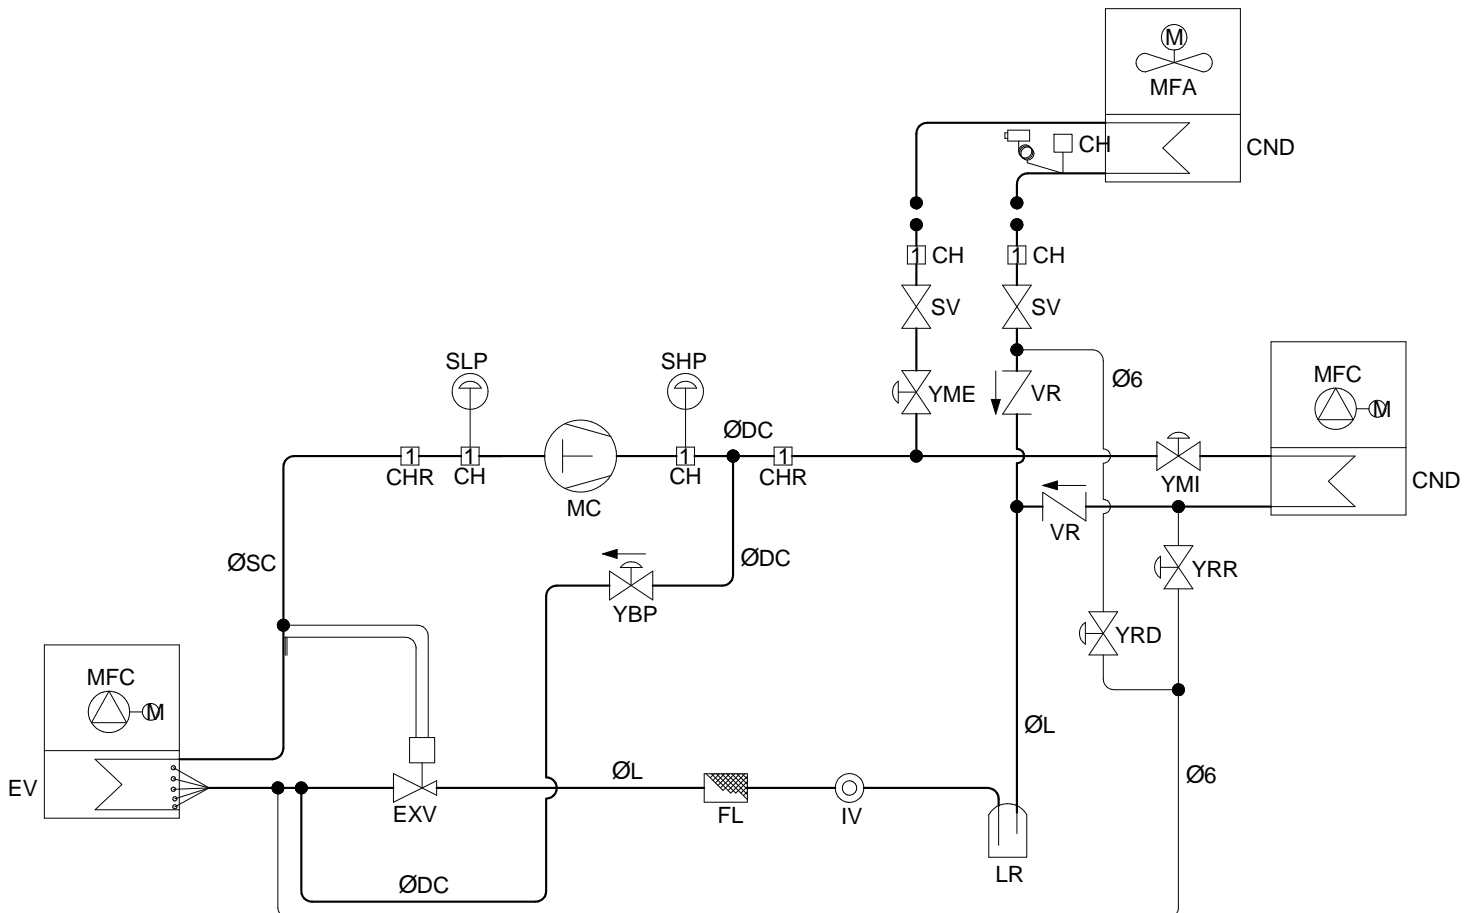 M
MFA
CH
CND
1 CH
1 CH
SV
SV
SLP
SHP
MFC
M
Ø6
YME
VR
ØDC
1
1
1
1
CHR
CH
MC
CH
CHR
YMI
CND
VR
ØSC
ØDC
YRR
YBP
YRD
MFC
M
ØL
ØL
Ø6
EV
EXV
FL
IV
LR
ØDC